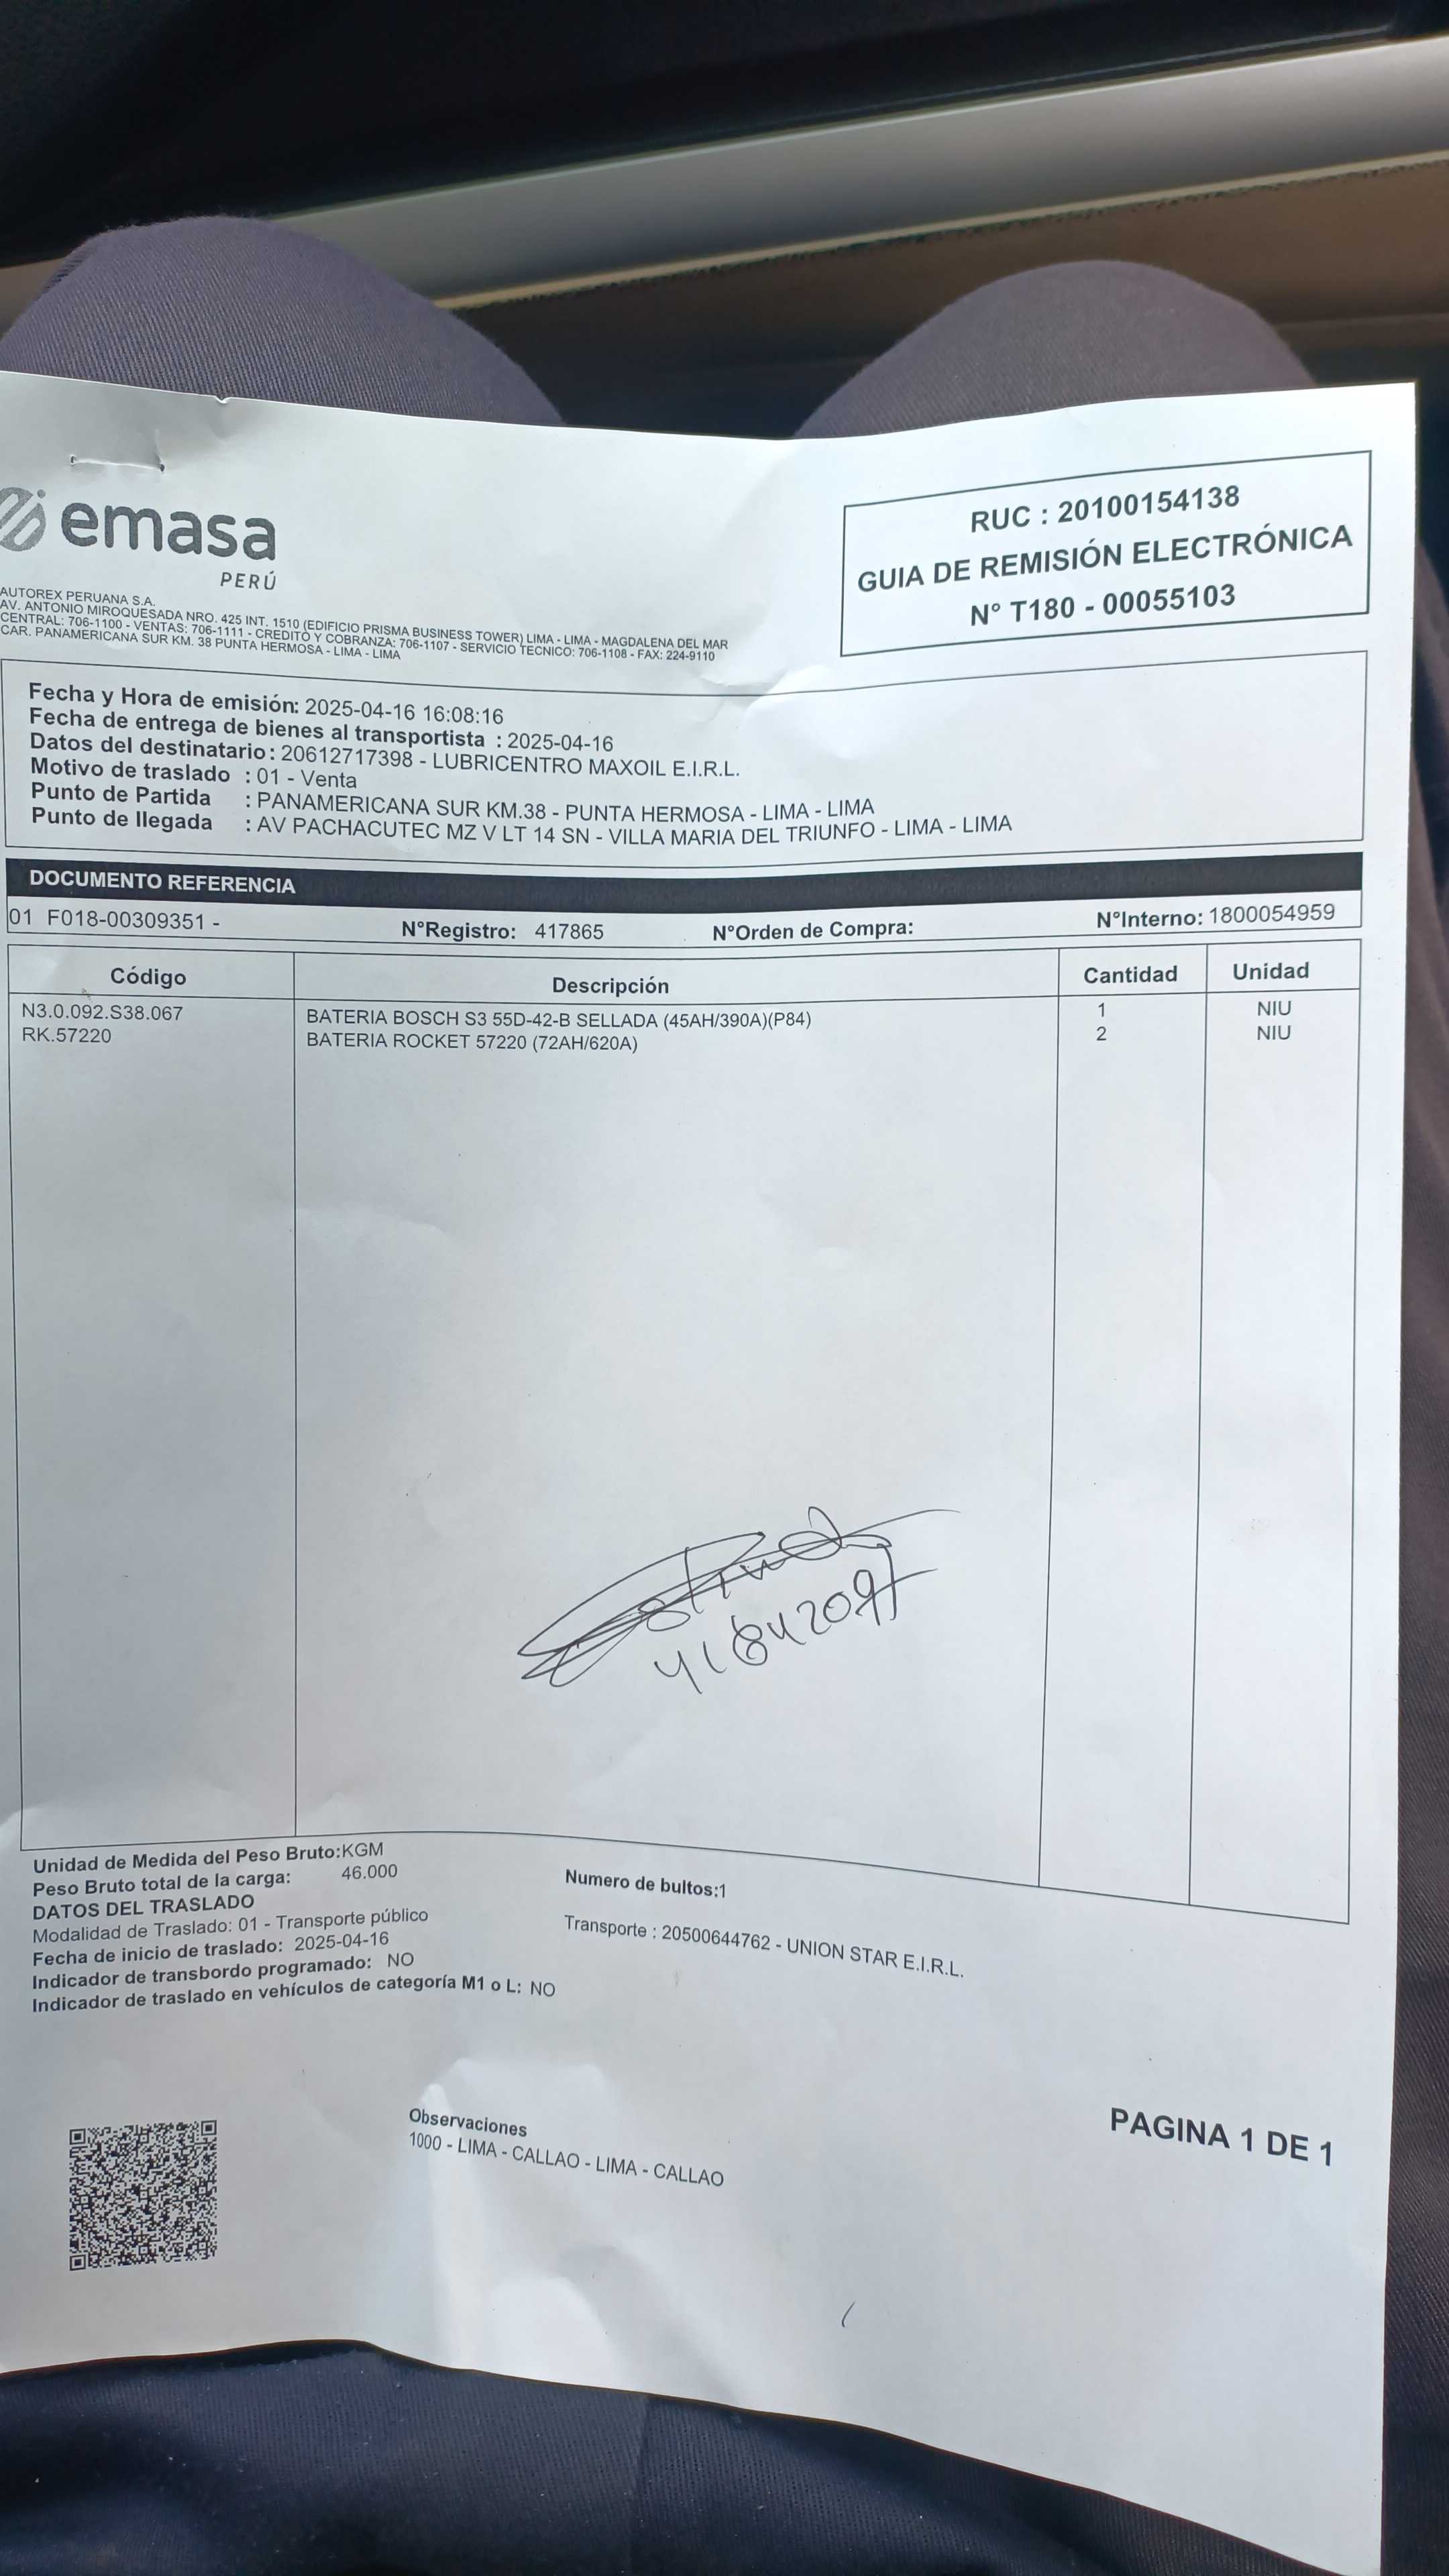 emasa
PERÚ
AUTOREX PERUANA S.A.
AV. ANTONIO MIROQUESADA NRO. 425 INT. 1510 (EDIFICIO PRISMA BUSINESS TOWER) LIMA - LIMA - MAGDALENA DEL MAR
CENTRAL: 706-1100 - VENTAS: 706-1111 - CREDITO Y COBRANZA: 706-1107 - SERVICIO TECNICO: 706-1108 - FAX: 224-9110
CAR. PANAMERICANA SUR KM. 38 PUNTA HERMOSA - LIMA - LIMA
RUC : 20100154138
GUIA DE REMISIÓN ELECTRÓNICA
N° T180 - 00055103
Fecha y Hora de emisión: 2025-04-16 16:08:16
Fecha de entrega de bienes al transportista : 2025-04-16
Datos del destinatario : 20612717398 - LUBRICENTRO MAXOIL E.I.R.L.
Motivo de traslado : 01 - Venta
Punto de Partida : PANAMERICANA SUR KM.38 - PUNTA HERMOSA - LIMA - LIMA
Punto de llegada : AV PACHACUTEC MZ V LT 14 SN - VILLA MARIA DEL TRIUNFO - LIMA - LIMA
DOCUMENTO REFERENCIA
01 F018-00309351 - N°Registro: 417865 N°Orden de Compra: N°Interno: 1800054959
Código Descripción Cantidad Unidad
N3.0.092.S38.067 BATERIA BOSCH S3 55D-42-B SELLADA (45AH/390A)(P84) 1 NIU
RK.57220 BATERIA ROCKET 57220 (72AH/620A) 2 NIU
Unidad de Medida del Peso Bruto:KGM
Peso Bruto total de la carga: 46.000
Numero de bultos:1
DATOS DEL TRASLADO
Modalidad de Traslado: 01 - Transporte público
Transporte : 20500644762 - UNION STAR E.I.R.L.
Fecha de inicio de traslado: 2025-04-16
Indicador de transbordo programado: NO
Indicador de traslado en vehículos de categoría M1 o L: NO
Observaciones
1000 - LIMA - CALLAO - LIMA - CALLAO
PAGINA 1 DE 1